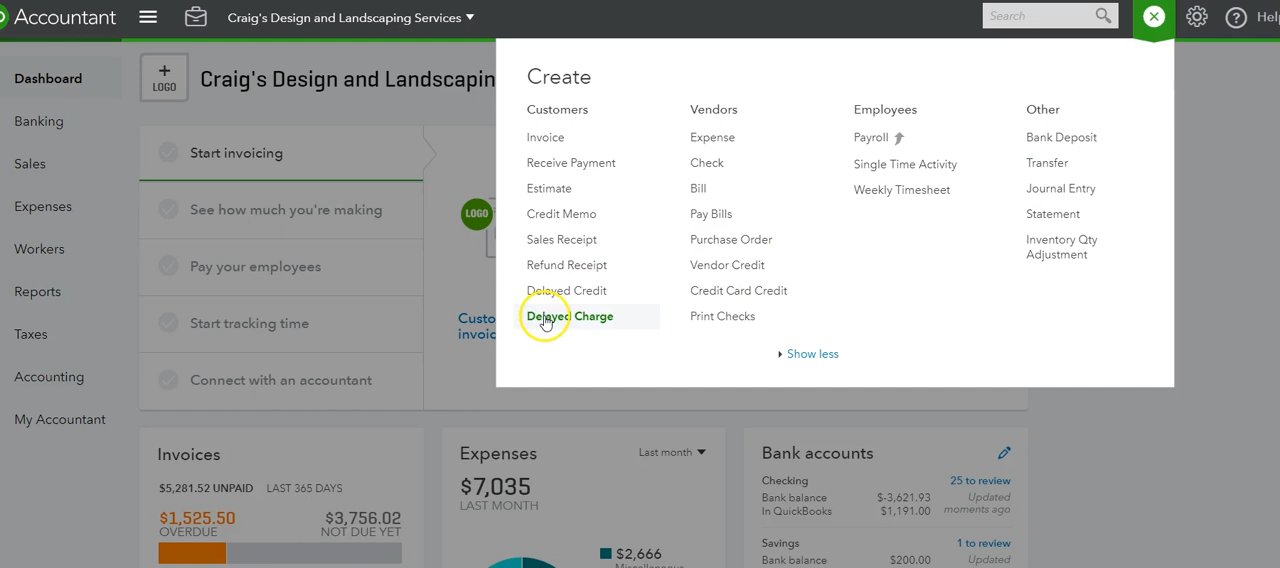 Accountant
Craig's Design and Landscaping Services
Search
Dashboard
Banking
Sales
Expenses
Workers
Reports
Taxes
Accounting
My Accountant
+
LOGO
Craig's Design and
Start invoicing
See how much you're making
Pay your employees
Start tracking time
Connect with an accountant
LOGO
Create
Customers
Invoice
Receive Payment
Estimate
Credit Memo
Sales Receipt
Refund Receipt
Delayed Credit
Delayed Charge
Vendors
Expense
Check
Bill
Pay Bills
Purchase Order
Vendor Credit
Credit Card Credit
Print Checks
Employees
Payroll
Single Time Activity
Weekly Timesheet
Other
Bank Deposit
Transfer
Journal Entry
Statement
Inventory Qty
Adjustment
Show less
Invoices
$5,281.52 UNPAID LAST 365 DAYS
$1,525.50 $3,756.02
OVERDUE NOT DUE YET
Expenses
Last month
$7,035
LAST MONTH
$2,666
Bank accounts
Checking 25 to review
Bank balance $-3,621.93 Updated
In QuickBooks $1,191.00 moments ago
Savings 1 to review
Bank balance $200.00 Updated